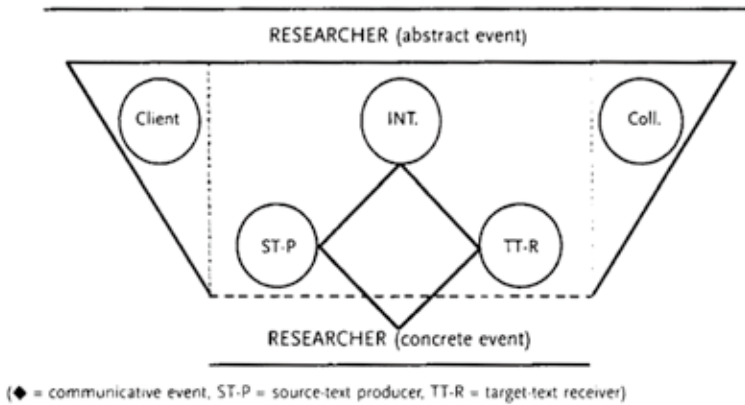 RESEARCHER (abstract event)
Client
INT.
Coll.
ST-P
TT-R
RESEARCHER (concrete event)
(◆ = communicative event, ST-P = source-text producer, TT-R = target-text receiver)